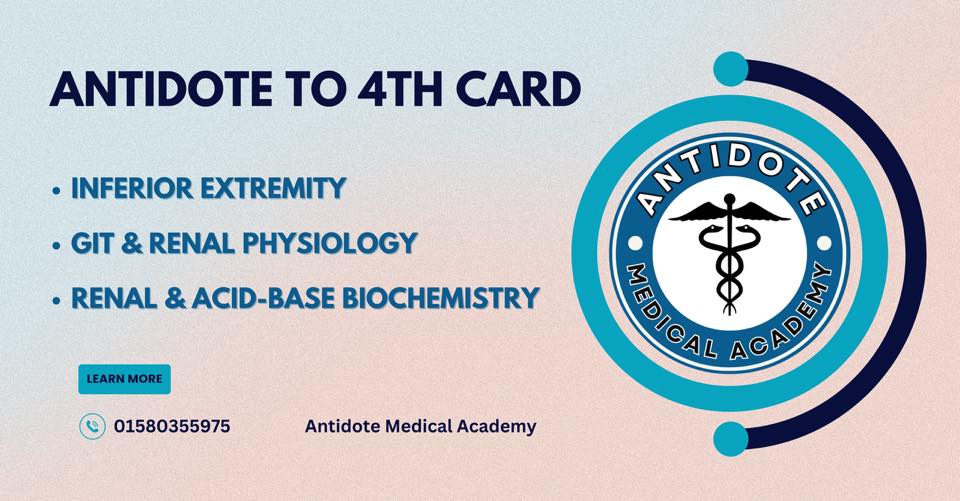 ANTIDOTE TO 4TH CARD
• INFERIOR EXTREMITY
• GIT & RENAL PHYSIOLOGY
• RENAL & ACID-BASE BIOCHEMISTRY
LEARN MORE
01580355975
Antidote Medical Academy
ANTIDOTE
MEDICAL ACADEMY